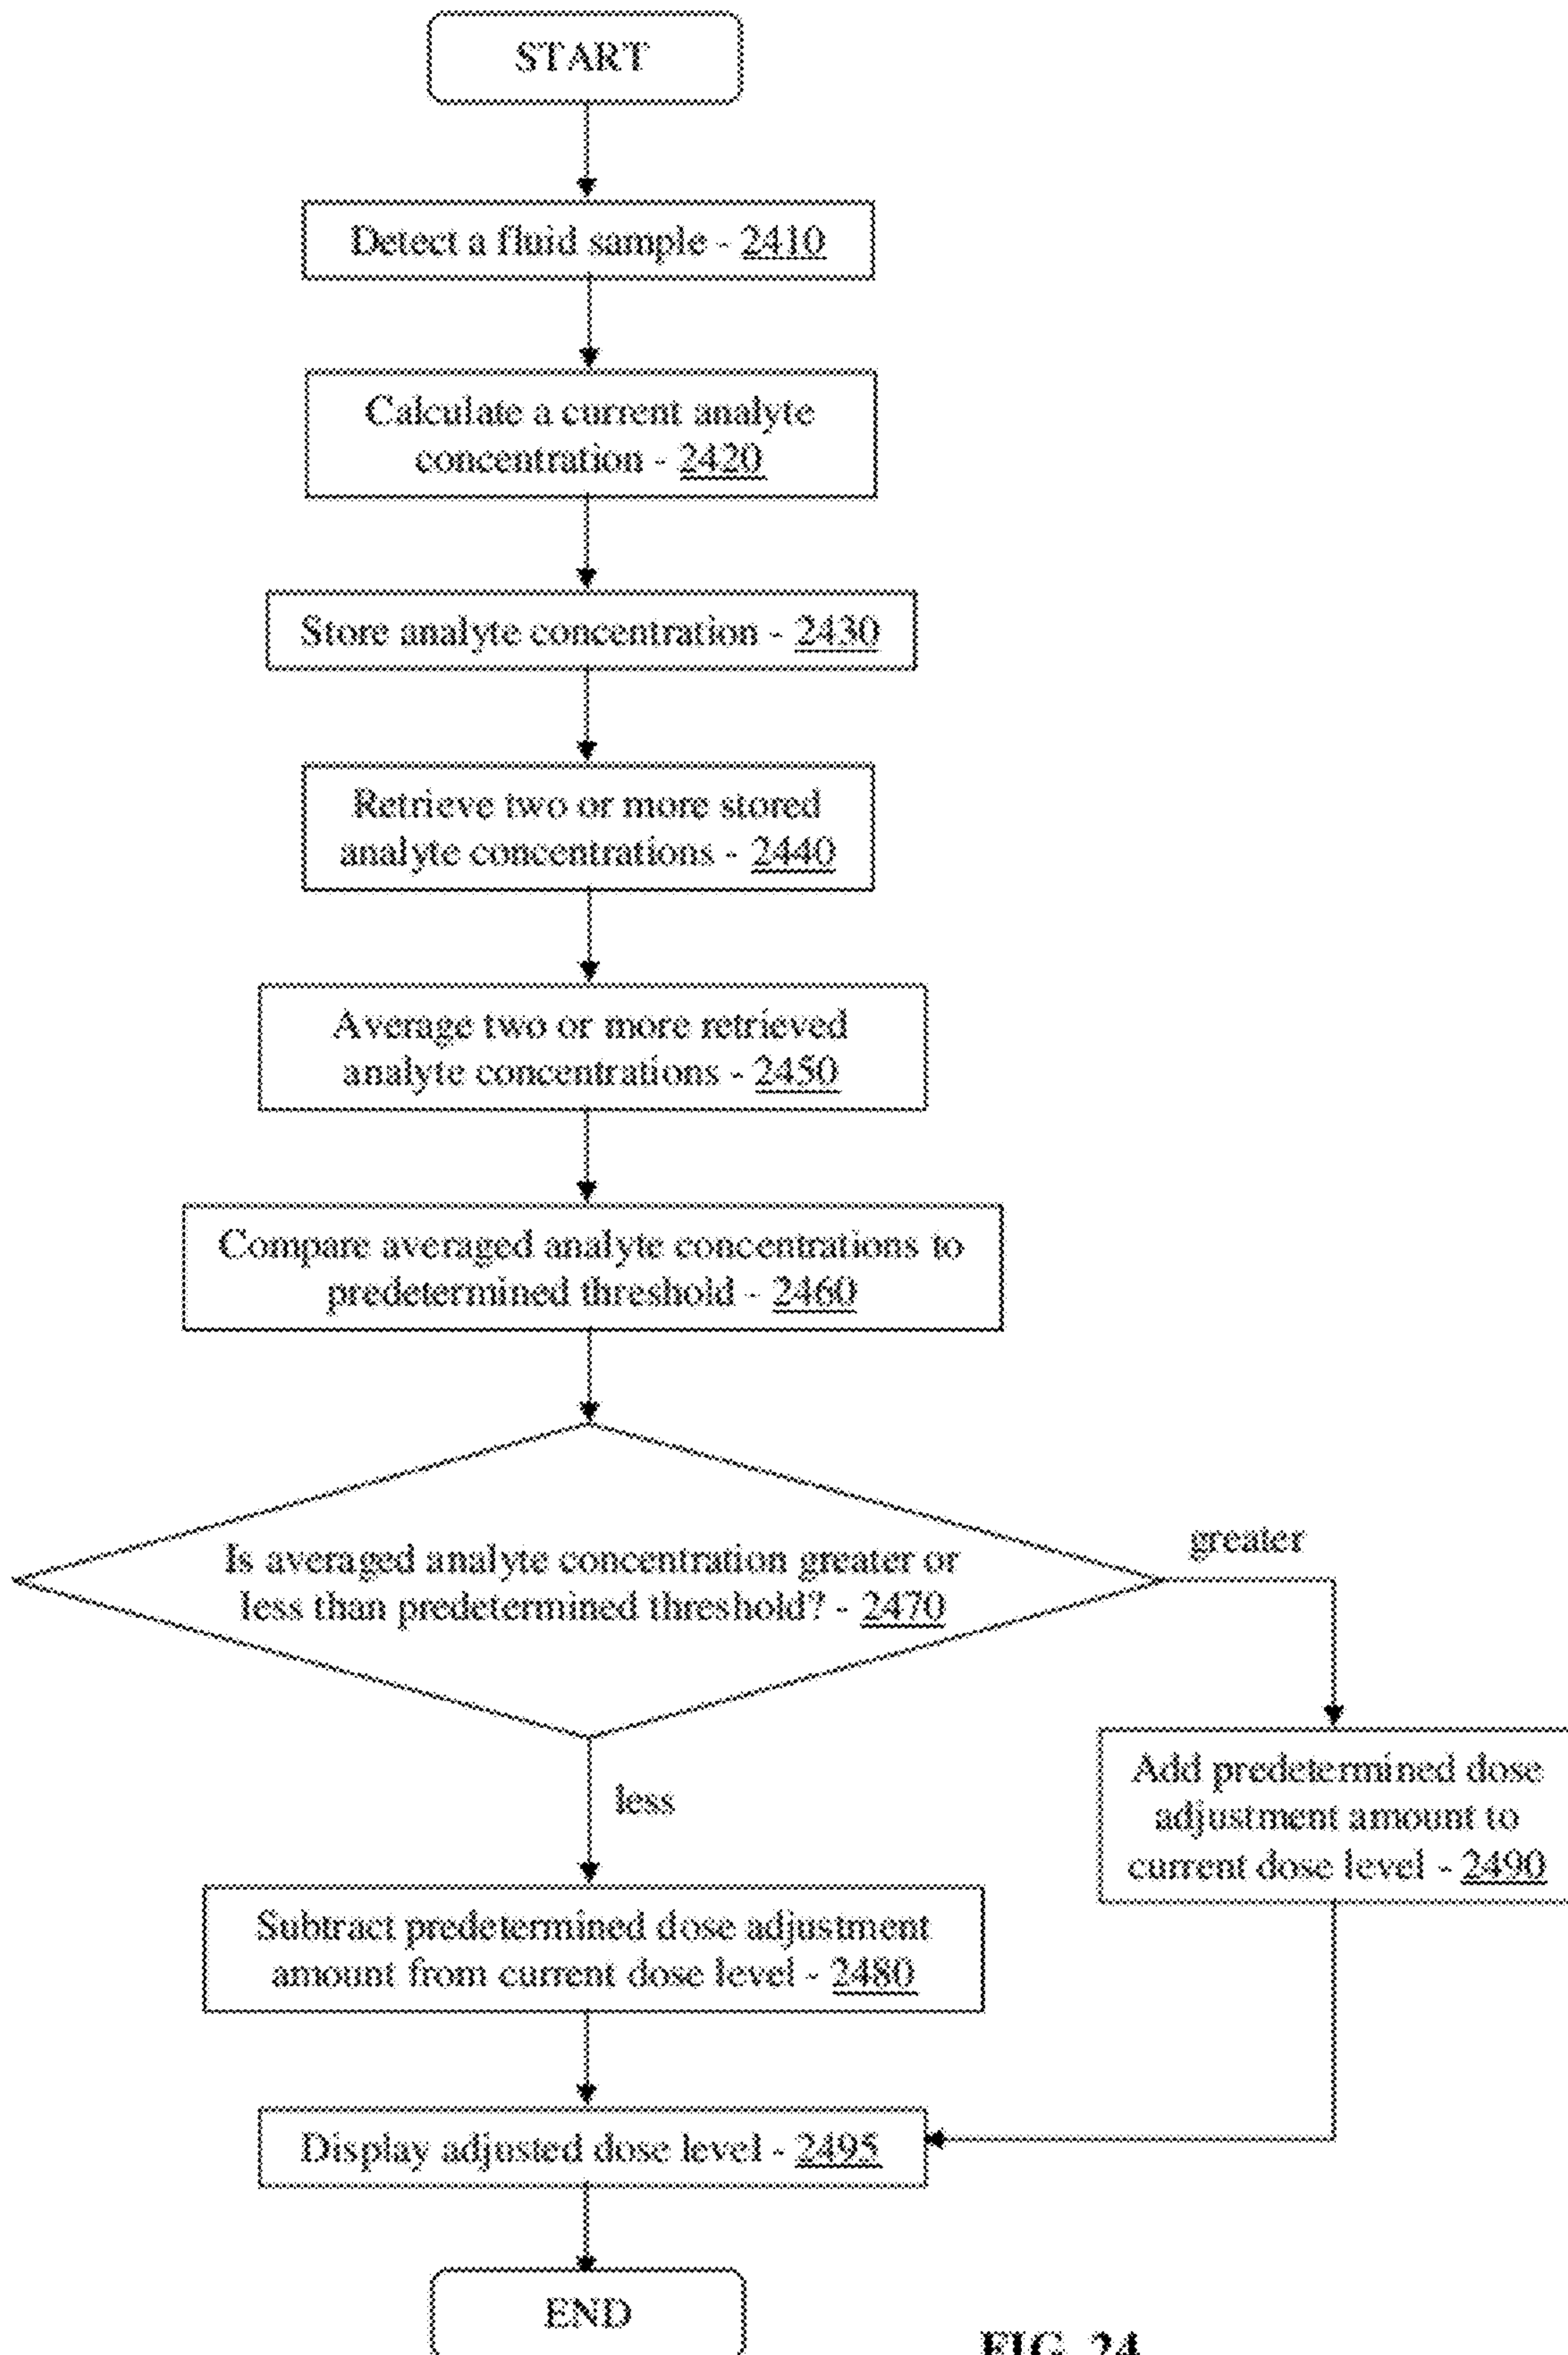 START
Detect a fluid sample - 2410
Calculate a current analyte
concentration - 2420
Store analyte concentration - 2430
Retrieve two or more stored
analyte concentrations - 2440
Average two or more retrieved
analyte concentrations - 2450
Compare averaged analyte concentrations to
predetermined threshold - 2460
Is averaged analyte concentration greater or
less than predetermined threshold? - 2470
greater
less
Add predetermined dose
adjustment amount to
current dose level - 2490
Subtract predetermined dose adjustment
amount from current dose level - 2480
Display adjusted dose level - 2495
END
FIG. 24